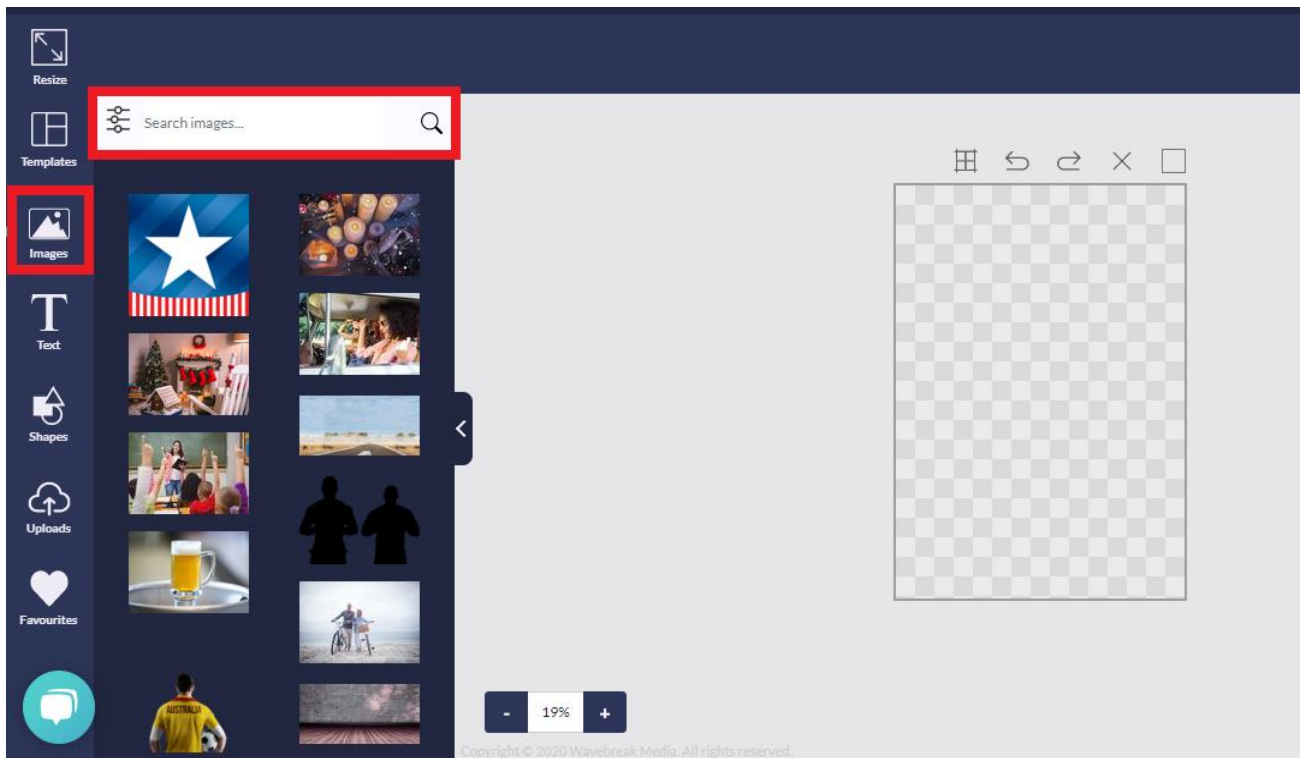 Resize
Templates
Search images...
Images
Text
Shapes
Uploads
Favourites
AUSTRALIA
- 19% +
Copyright © 2020 Wavebreak Media. All rights reserved.